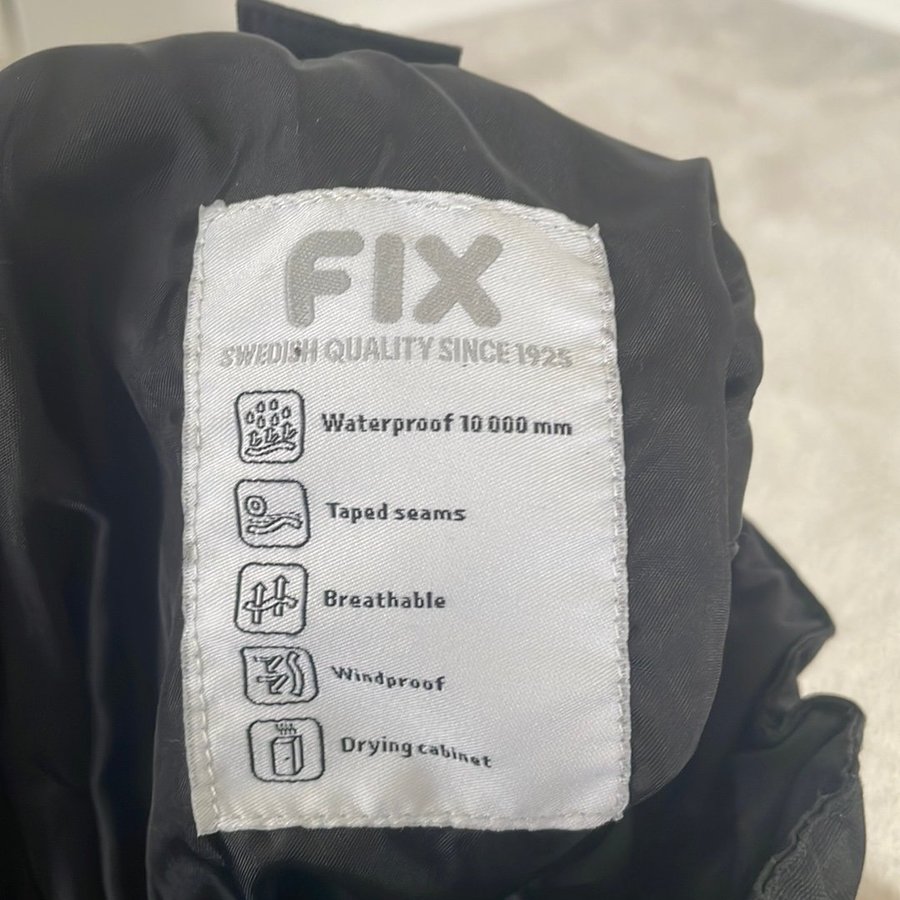 FIX
SWEDISH QUALITY SINCE 1925
Waterproof 10 000 mm
Taped seams
Breathable
Windproof
Drying cabinet